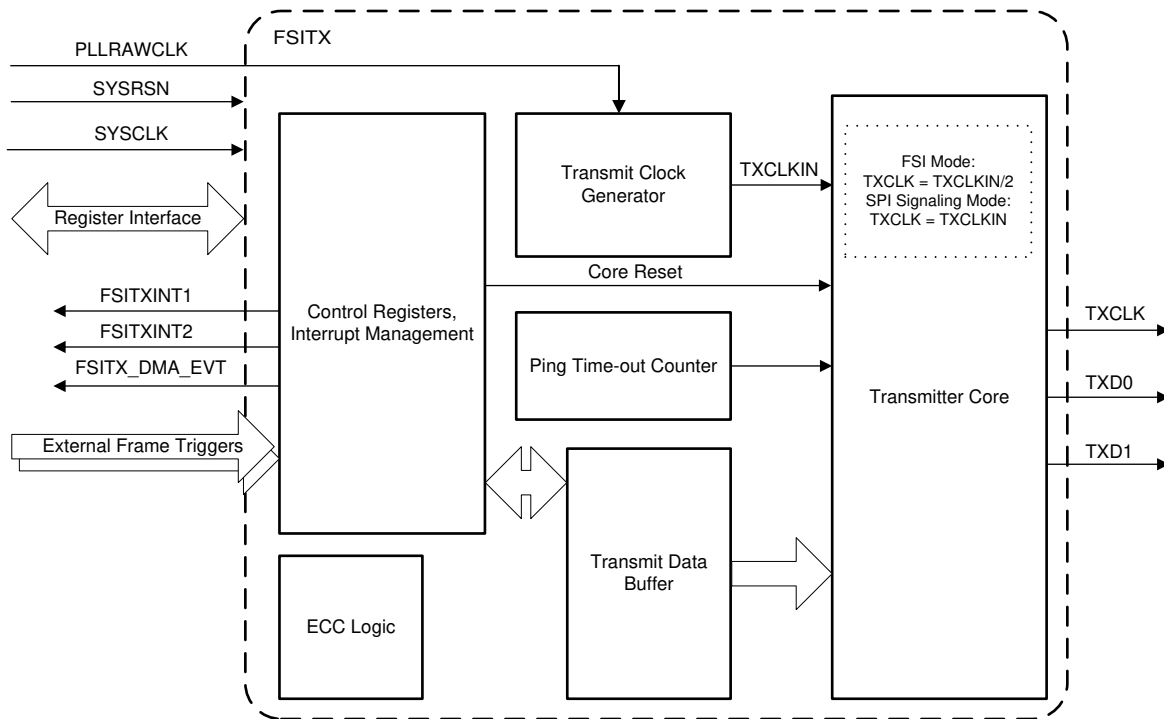 FSITX
PLLRAWCLK
SYSRSN
SYSCLK
Register Interface
FSITXINT1
FSITXINT2
FSITX_DMA_EVT
External Frame Triggers
Control Registers,
Interrupt Management
ECC Logic
Transmit Clock
Generator
TXCLKIN
Core Reset
Ping Time-out Counter
Transmit Data
Buffer
FSI Mode:
TXCLK = TXCLKIN/2
SPI Signaling Mode:
TXCLK = TXCLKIN
Transmitter Core
TXCLK
TXD0
TXD1